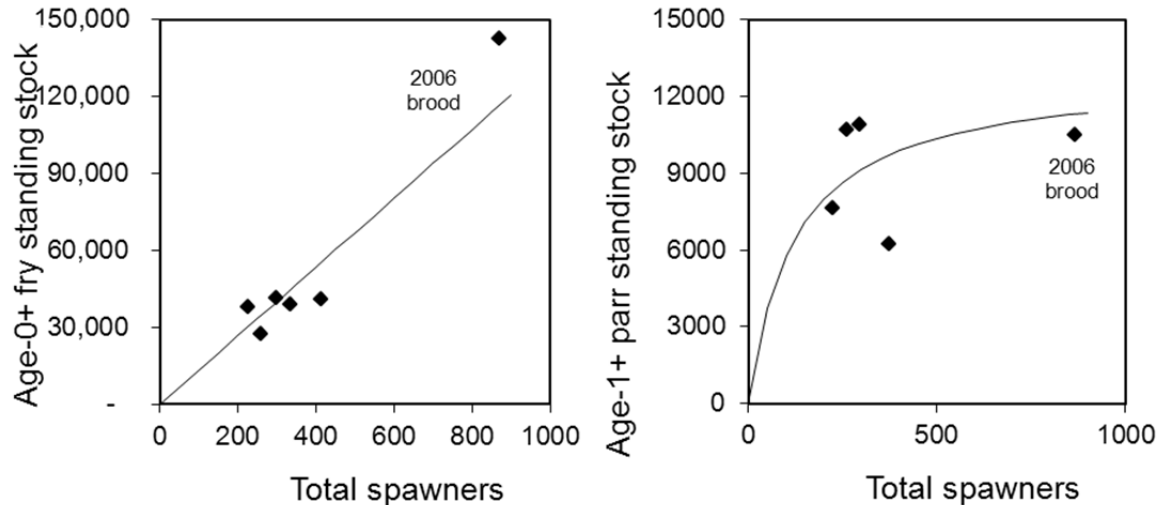 Age-0+ fry standing stock
150,000
120,000
90,000
60,000
30,000
-
2006
brood
0 200 400 600 800 1000
Total spawners
Age-1+ parr standing stock
15000
12000
9000
6000
3000
0
2006
brood
0 500 1000
Total spawners